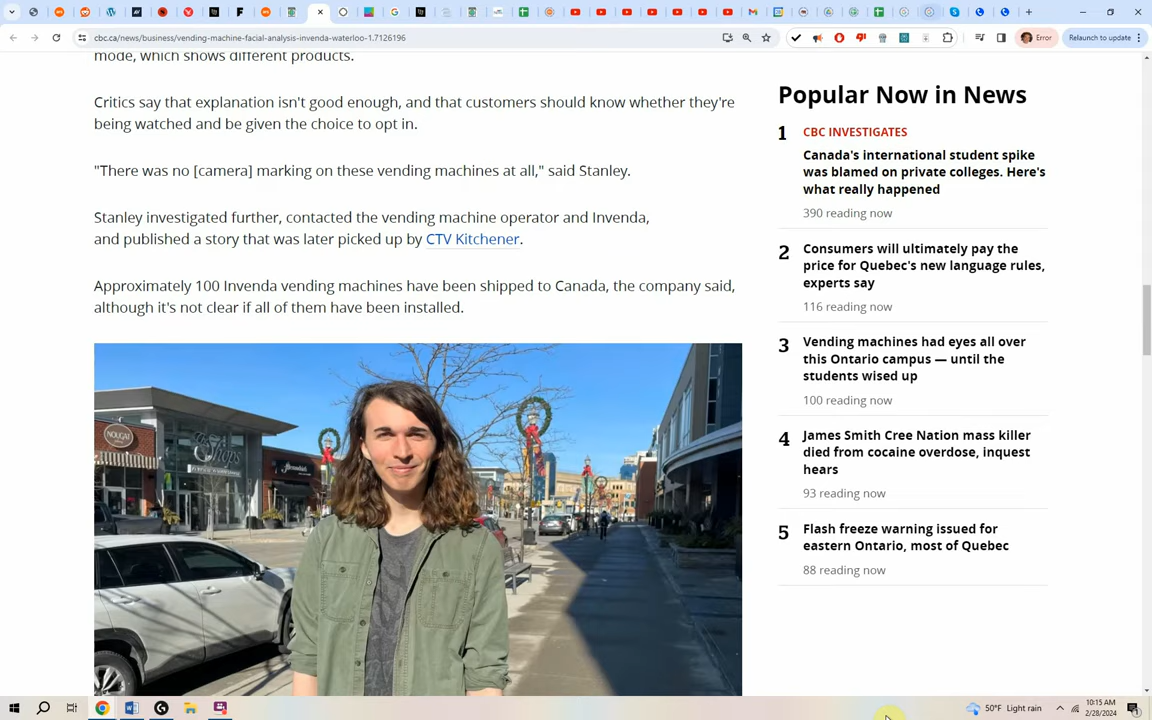 cbc.ca/news/business/vending-machine-facial-analysis-invenda-waterloo-1.7126196
Error
Relaunch to update
mode, which shows different products.
Critics say that explanation isn't good enough, and that customers should know whether they're
being watched and be given the choice to opt in.
"There was no [camera] marking on these vending machines at all," said Stanley.
Stanley investigated further, contacted the vending machine operator and Invenda,
and published a story that was later picked up by CTV Kitchener.
Approximately 100 Invenda vending machines have been shipped to Canada, the company said,
although it's not clear if all of them have been installed.
NOUGAT
Chops
Popular Now in News
1 CBC INVESTIGATES
Canada's international student spike
was blamed on private colleges. Here's
what really happened
390 reading now
2 Consumers will ultimately pay the
price for Quebec's new language rules,
experts say
116 reading now
3 Vending machines had eyes all over
this Ontario campus — until the
students wised up
100 reading now
4 James Smith Cree Nation mass killer
died from cocaine overdose, inquest
hears
93 reading now
5 Flash freeze warning issued for
eastern Ontario, most of Quebec
88 reading now
50°F Light rain
10:15 AM
2/28/2024